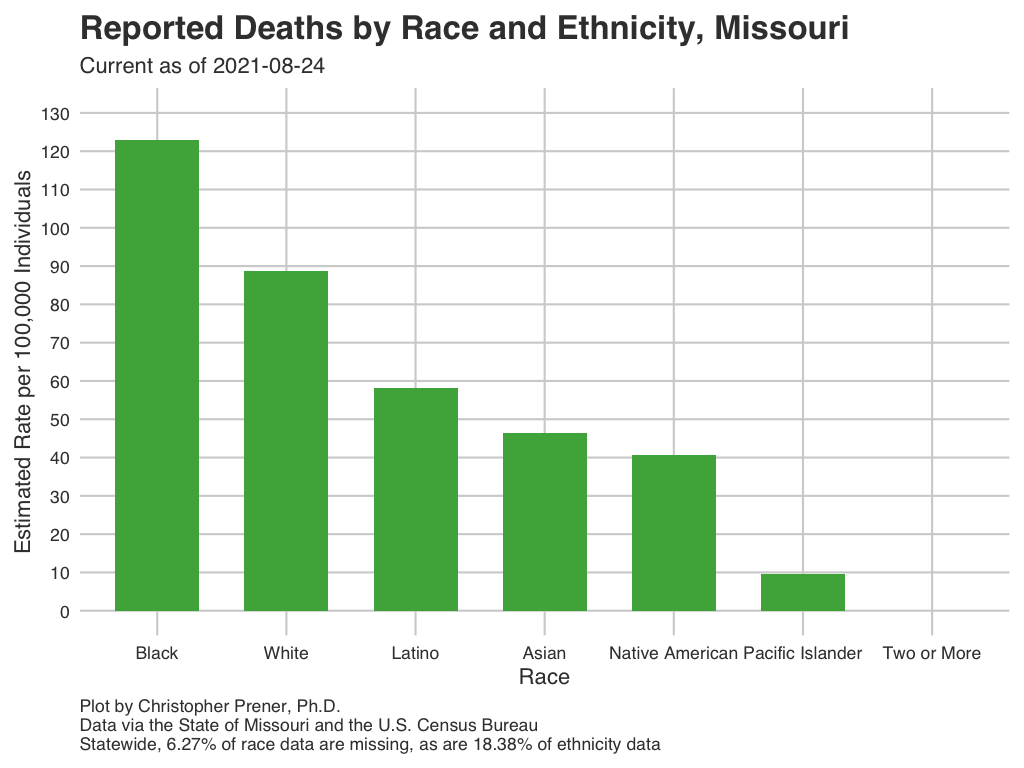 Reported Deaths by Race and Ethnicity, Missouri
Current as of 2021-08-24
Estimated Rate per 100,000 Individuals
130
120
110
100
90
80
70
60
50
40
30
20
10
0
Black White Latino Asian Native American Pacific Islander Two or More
Race
Plot by Christopher Prener, Ph.D.
Data via the State of Missouri and the U.S. Census Bureau
Statewide, 6.27% of race data are missing, as are 18.38% of ethnicity data